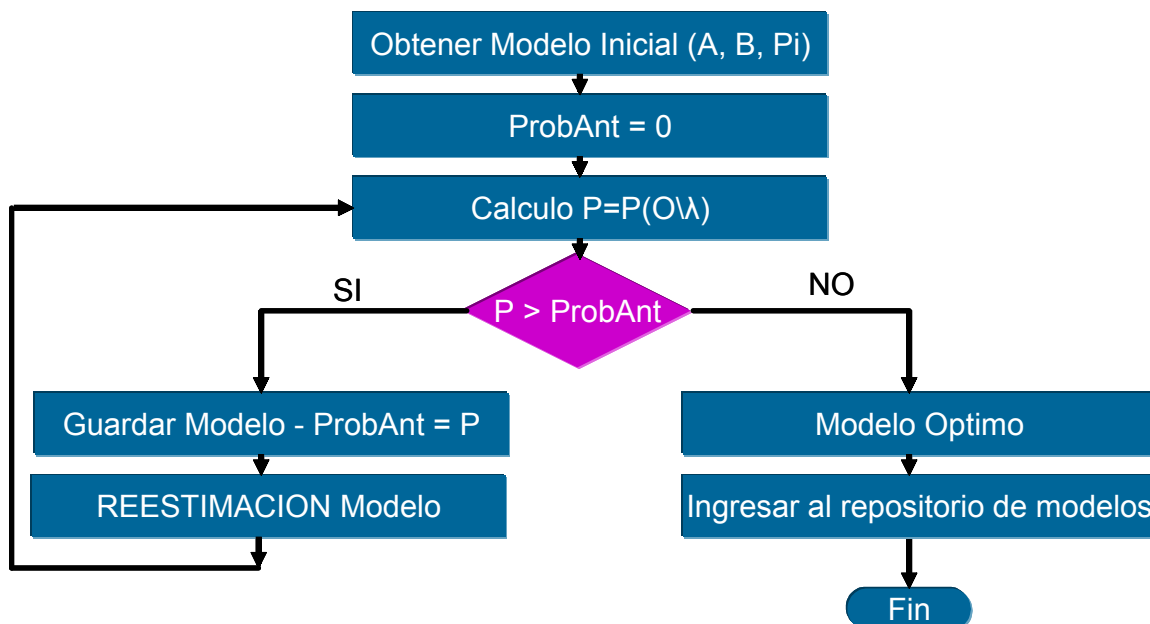 Obtener Modelo Inicial (A, B, Pi)
ProbAnt = 0
Calculo P=P(O\λ)
P > ProbAnt
SI
NO
Guardar Modelo - ProbAnt = P
REESTIMACION Modelo
Modelo Optimo
Ingresar al repositorio de modelos
Fin